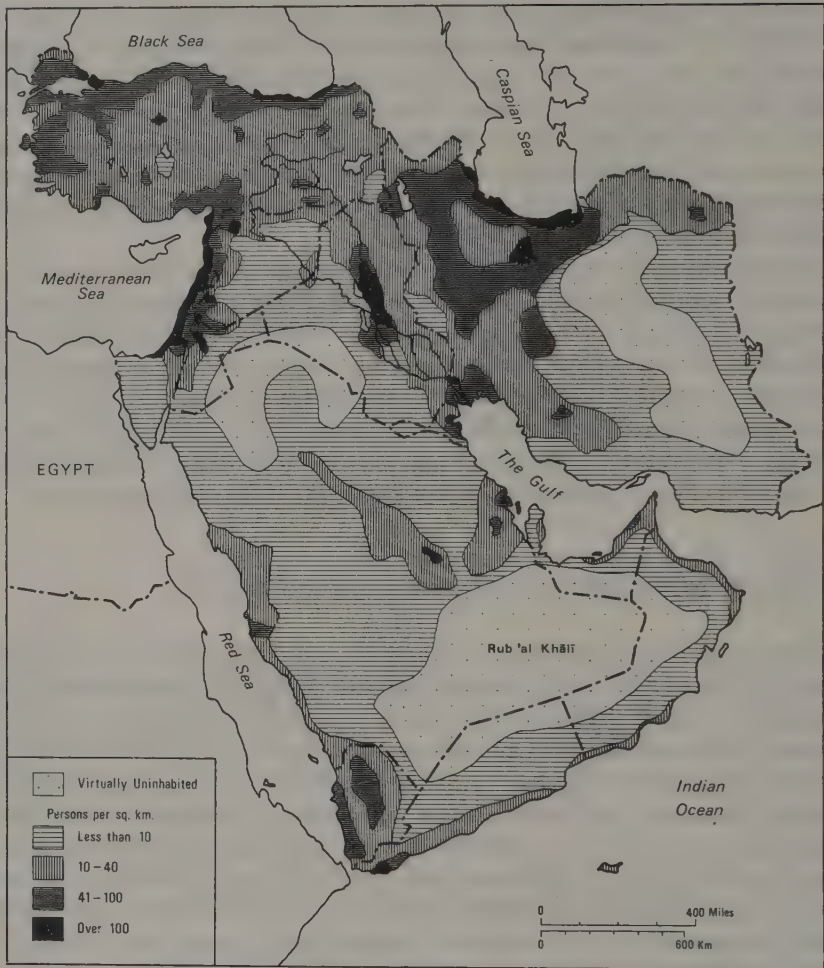 Black Sea
Caspian Sea
Mediterranean
Sea
EGYPT
The Gulf
Red Sea
Rub 'al Khālī
Indian
Ocean
Virtually Uninhabited
Persons per sq. km.
Less than 10
10–40
41–100
Over 100
0 400 Miles
0 600 Km